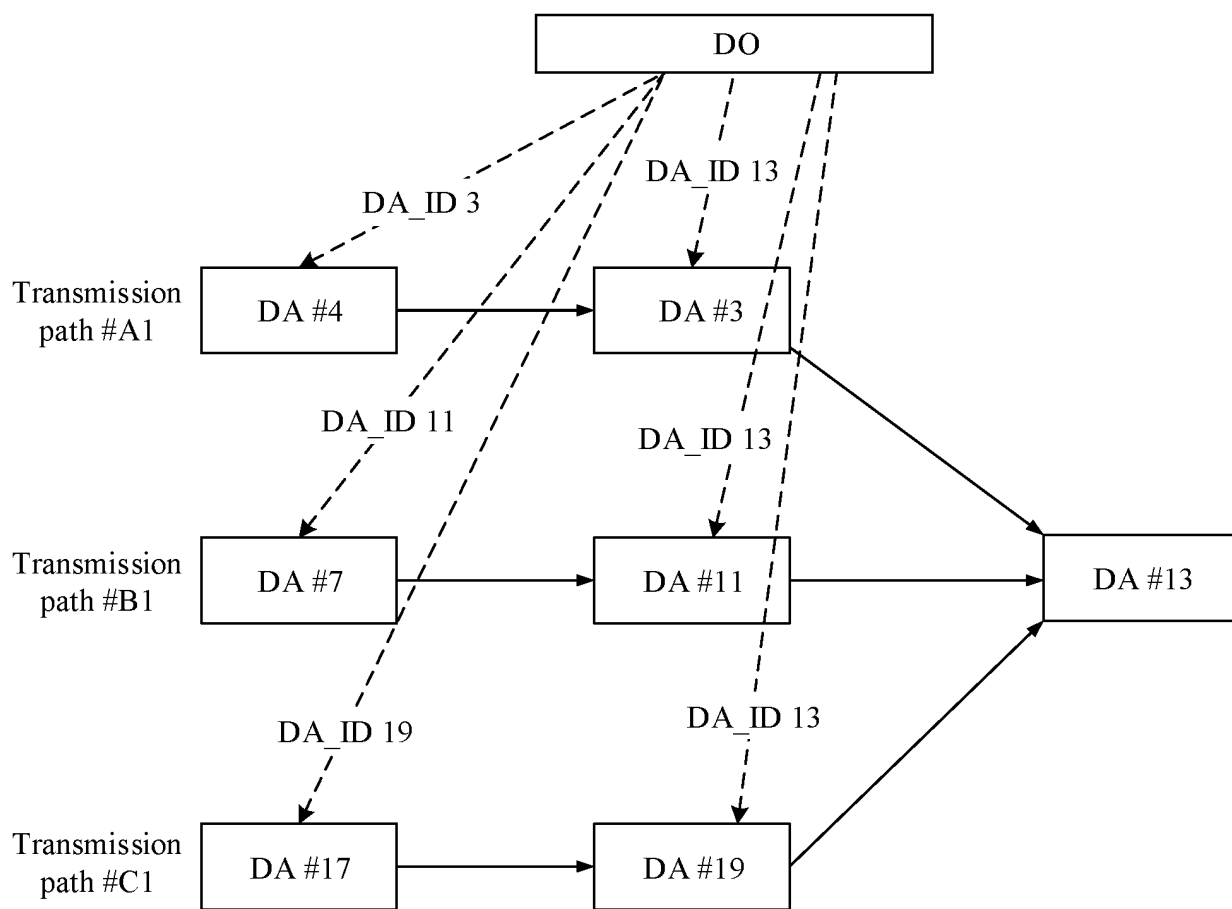 DO
DA_ID 13
DA_ID 3
Transmission
path #A1
DA #4
DA #3
DA_ID 11
DA_ID 13
Transmission
path #B1
DA #7
DA #11
DA #13
DA_ID 19
DA_ID 13
Transmission
path #C1
DA #17
DA #19